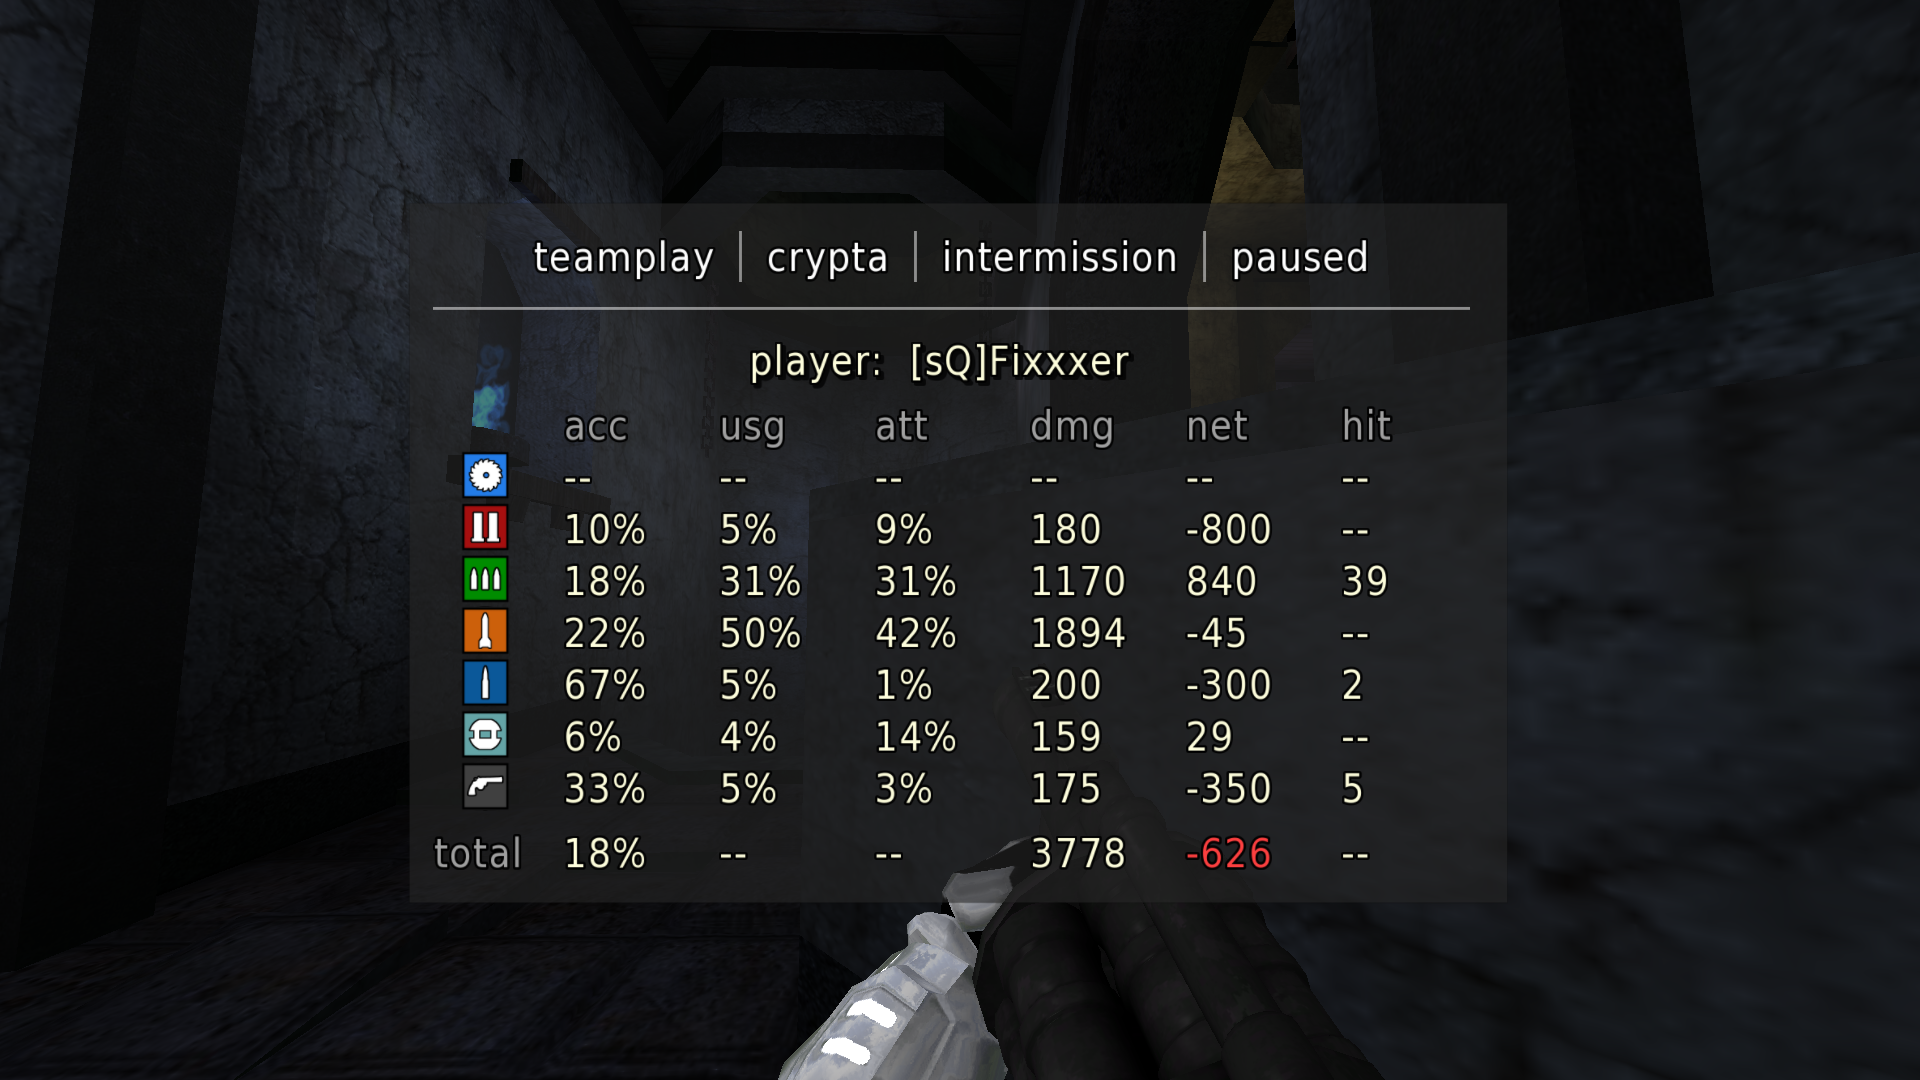 teamplay | crypta | intermission | paused
player: [sQ]Fixxxer
acc usg att dmg net hit
-- -- -- -- -- --
10% 5% 9% 180 -800 --
18% 31% 31% 1170 840 39
22% 50% 42% 1894 -45 --
67% 5% 1% 200 -300 2
6% 4% 14% 159 29 --
33% 5% 3% 175 -350 5
total 18% -- -- 3778 -626 --